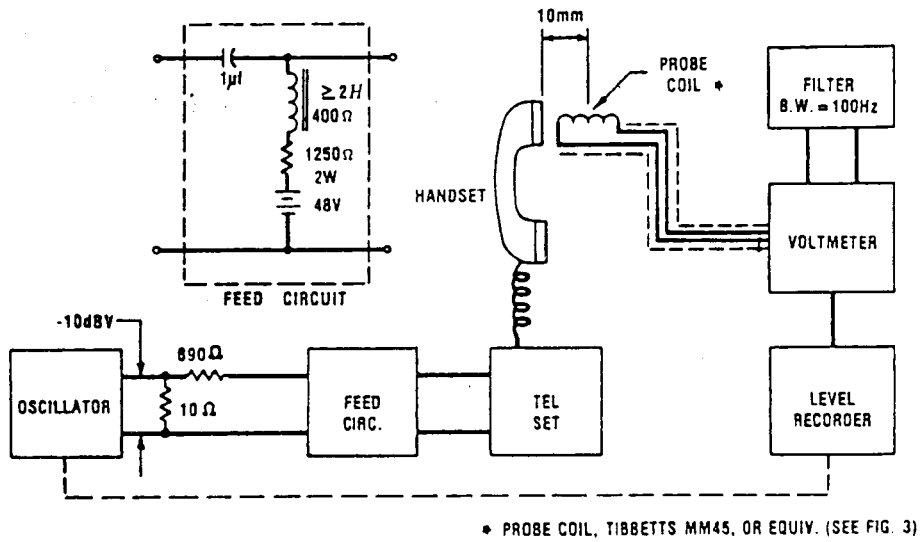 10mm
PROBE
COIL *
FILTER
B.W. = 100Hz
1µf
≥ 2H
400Ω
1250Ω
2W
48V
HANDSET
VOLTMETER
FEED CIRCUIT
-10dBV
890Ω
10Ω
OSCILLATOR
FEED
CIRC.
TEL
SET
LEVEL
RECORDER
* PROBE COIL, TIBBETTS MM45, OR EQUIV. (SEE FIG. 3)